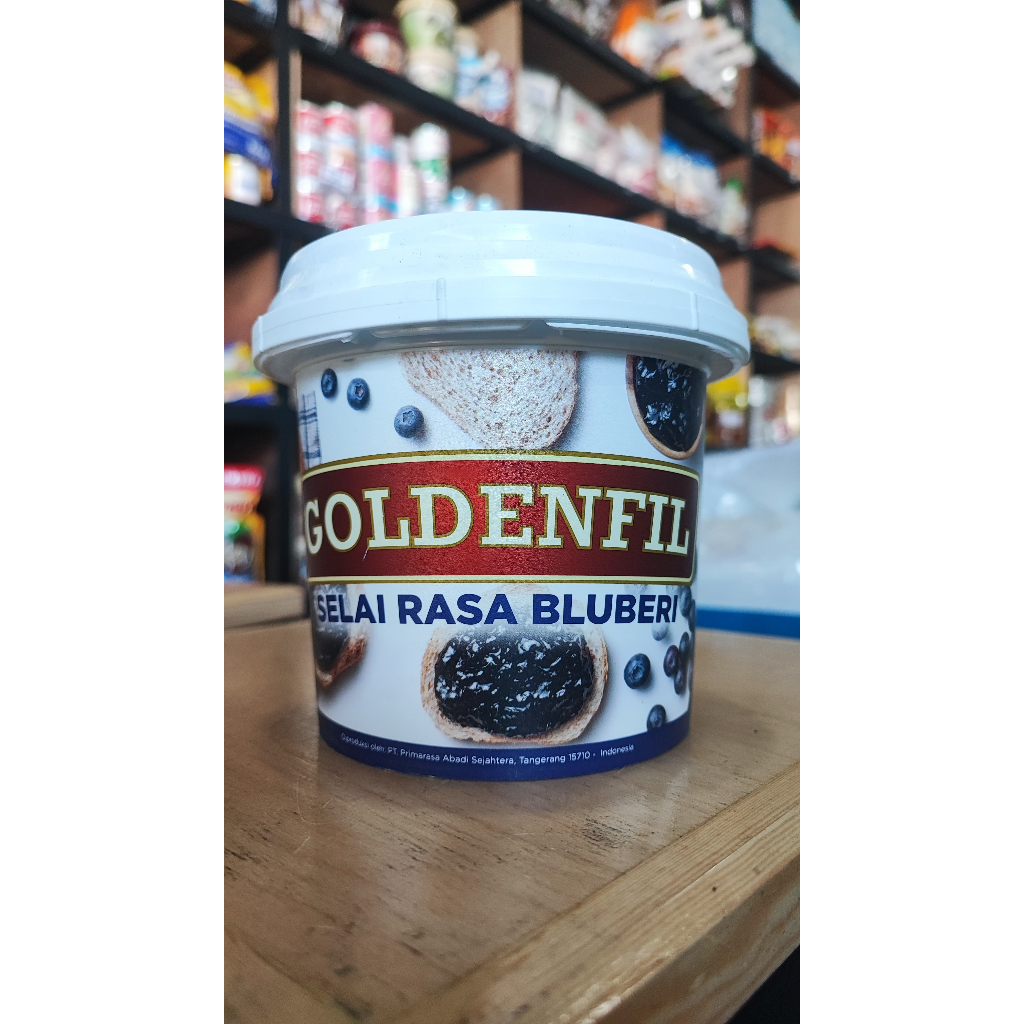 GOLDENFIL
SELAI RASA BLUBERI
Diproduksi oleh: PT. Primarasa Abadi Sejahtera, Tangerang 15710 - Indonesia